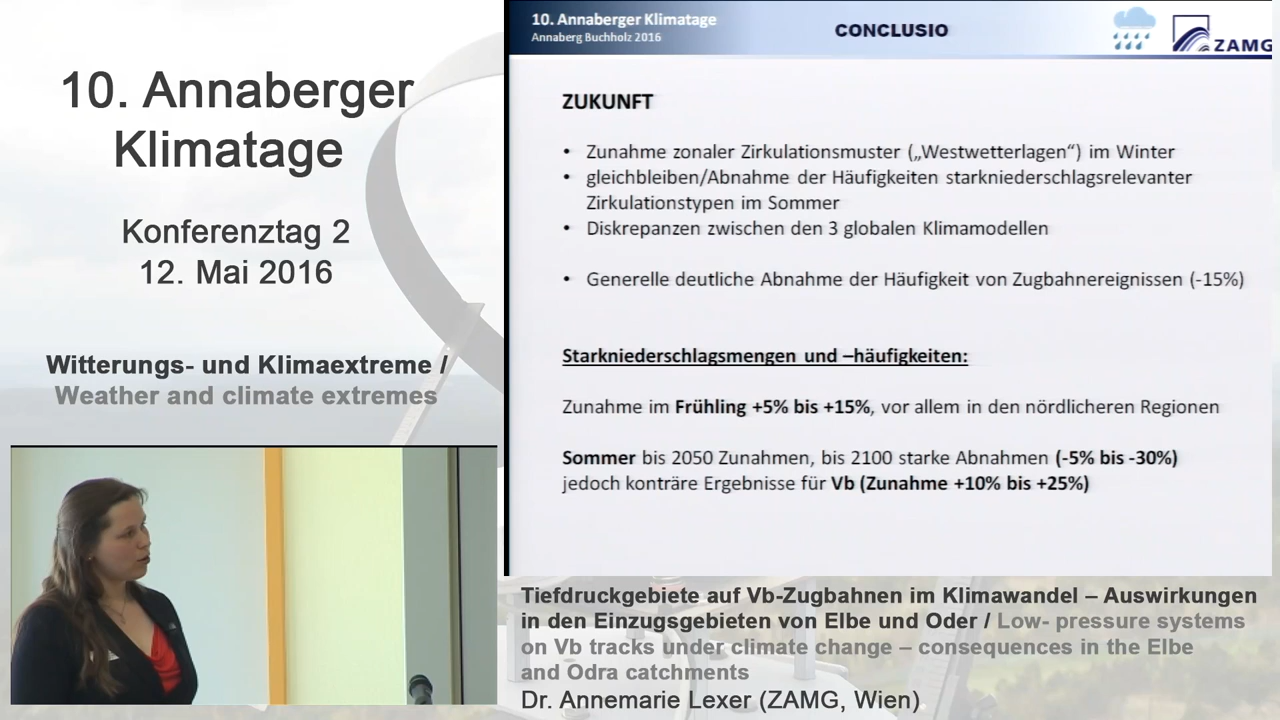 10. Annaberger
Klimatage
Konferenztag 2
12. Mai 2016
Witterungs- und Klimaextreme /
Weather and climate extremes
10. Annaberger Klimatage
Annaberg Buchholz 2016
CONCLUSIO
ZAMG
ZUKUNFT
• Zunahme zonaler Zirkulationsmuster („Westwetterlagen“) im Winter
• gleichbleiben/Abnahme der Häufigkeiten starkniederschlagsrelevanter
Zirkulationstypen im Sommer
• Diskrepanzen zwischen den 3 globalen Klimamodellen
• Generelle deutliche Abnahme der Häufigkeit von Zugbahnereignissen (-15%)
Starkniederschlagsmengen und –häufigkeiten:
Zunahme im Frühling +5% bis +15%, vor allem in den nördlicheren Regionen
Sommer bis 2050 Zunahmen, bis 2100 starke Abnahmen (-5% bis -30%)
jedoch konträre Ergebnisse für Vb (Zunahme +10% bis +25%)
Tiefdruckgebiete auf Vb-Zugbahnen im Klimawandel – Auswirkungen
in den Einzugsgebieten von Elbe und Oder / Low- pressure systems
on Vb tracks under climate change – consequences in the Elbe
and Odra catchments
Dr. Annemarie Lexer (ZAMG, Wien)